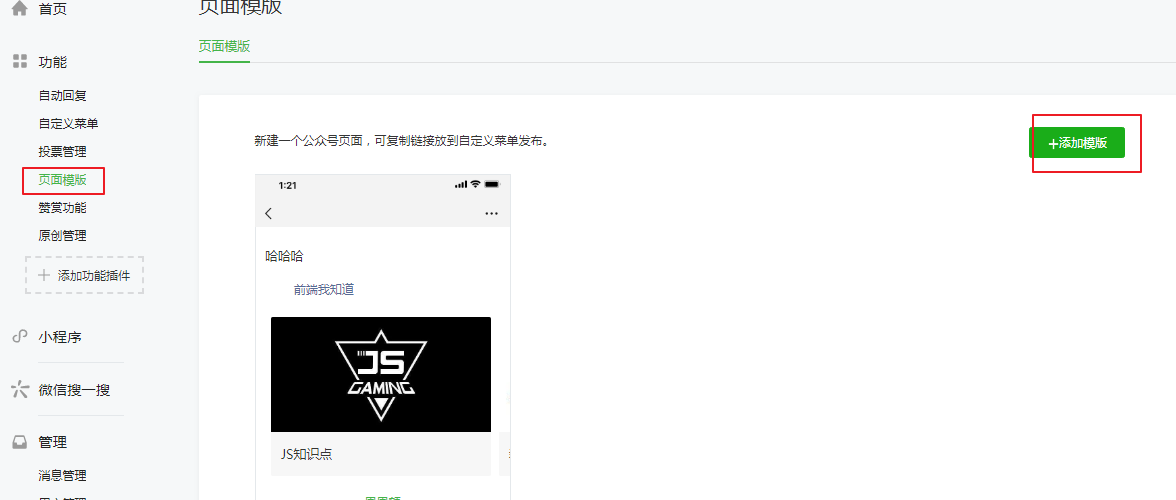 首页
功能
自动回复
自定义菜单
投票管理
页面模版
赞赏功能
原创管理
添加功能插件
小程序
微信搜一搜
管理
消息管理
页面模版
页面模版
新建一个公众号页面，可复制链接放到自定义菜单发布。
+添加模版
1:21
哈哈哈
前端我知道
JS
GAMING
JS知识点